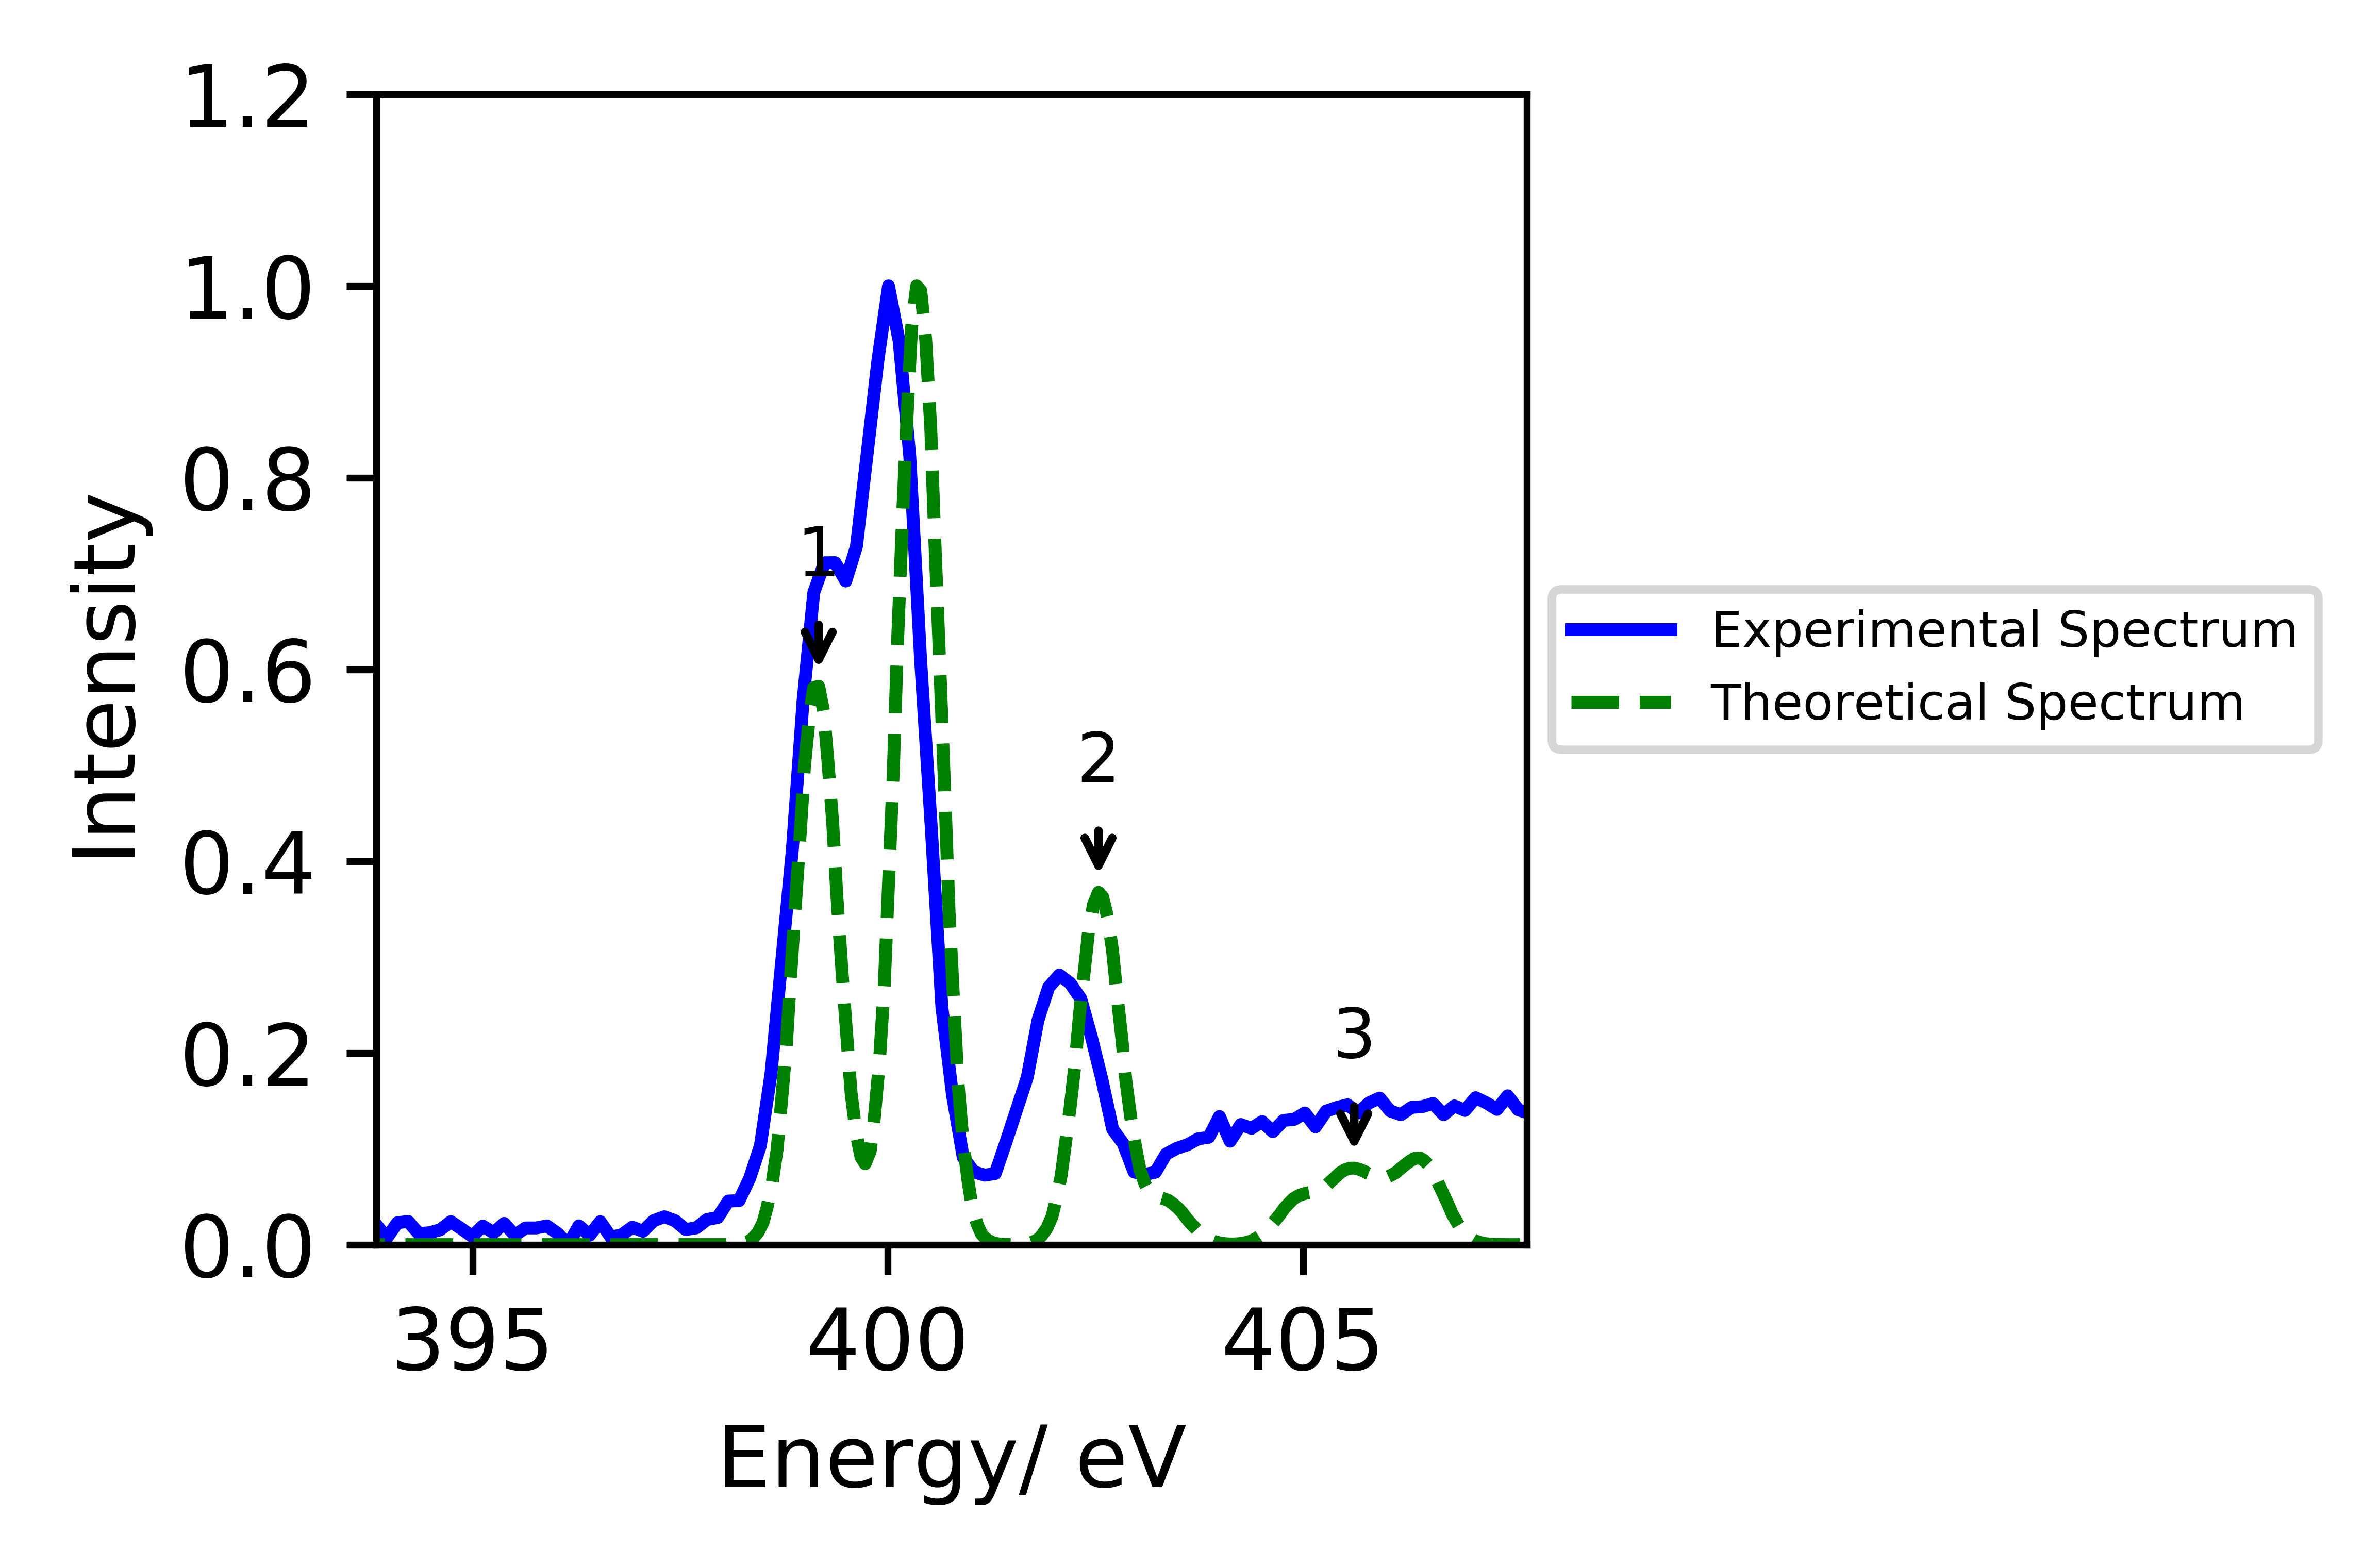 1.2
1.0
0.8
0.6
0.4
0.2
0.0
Intensity
1
2
3
Experimental Spectrum
Theoretical Spectrum
395 400 405
Energy/ eV